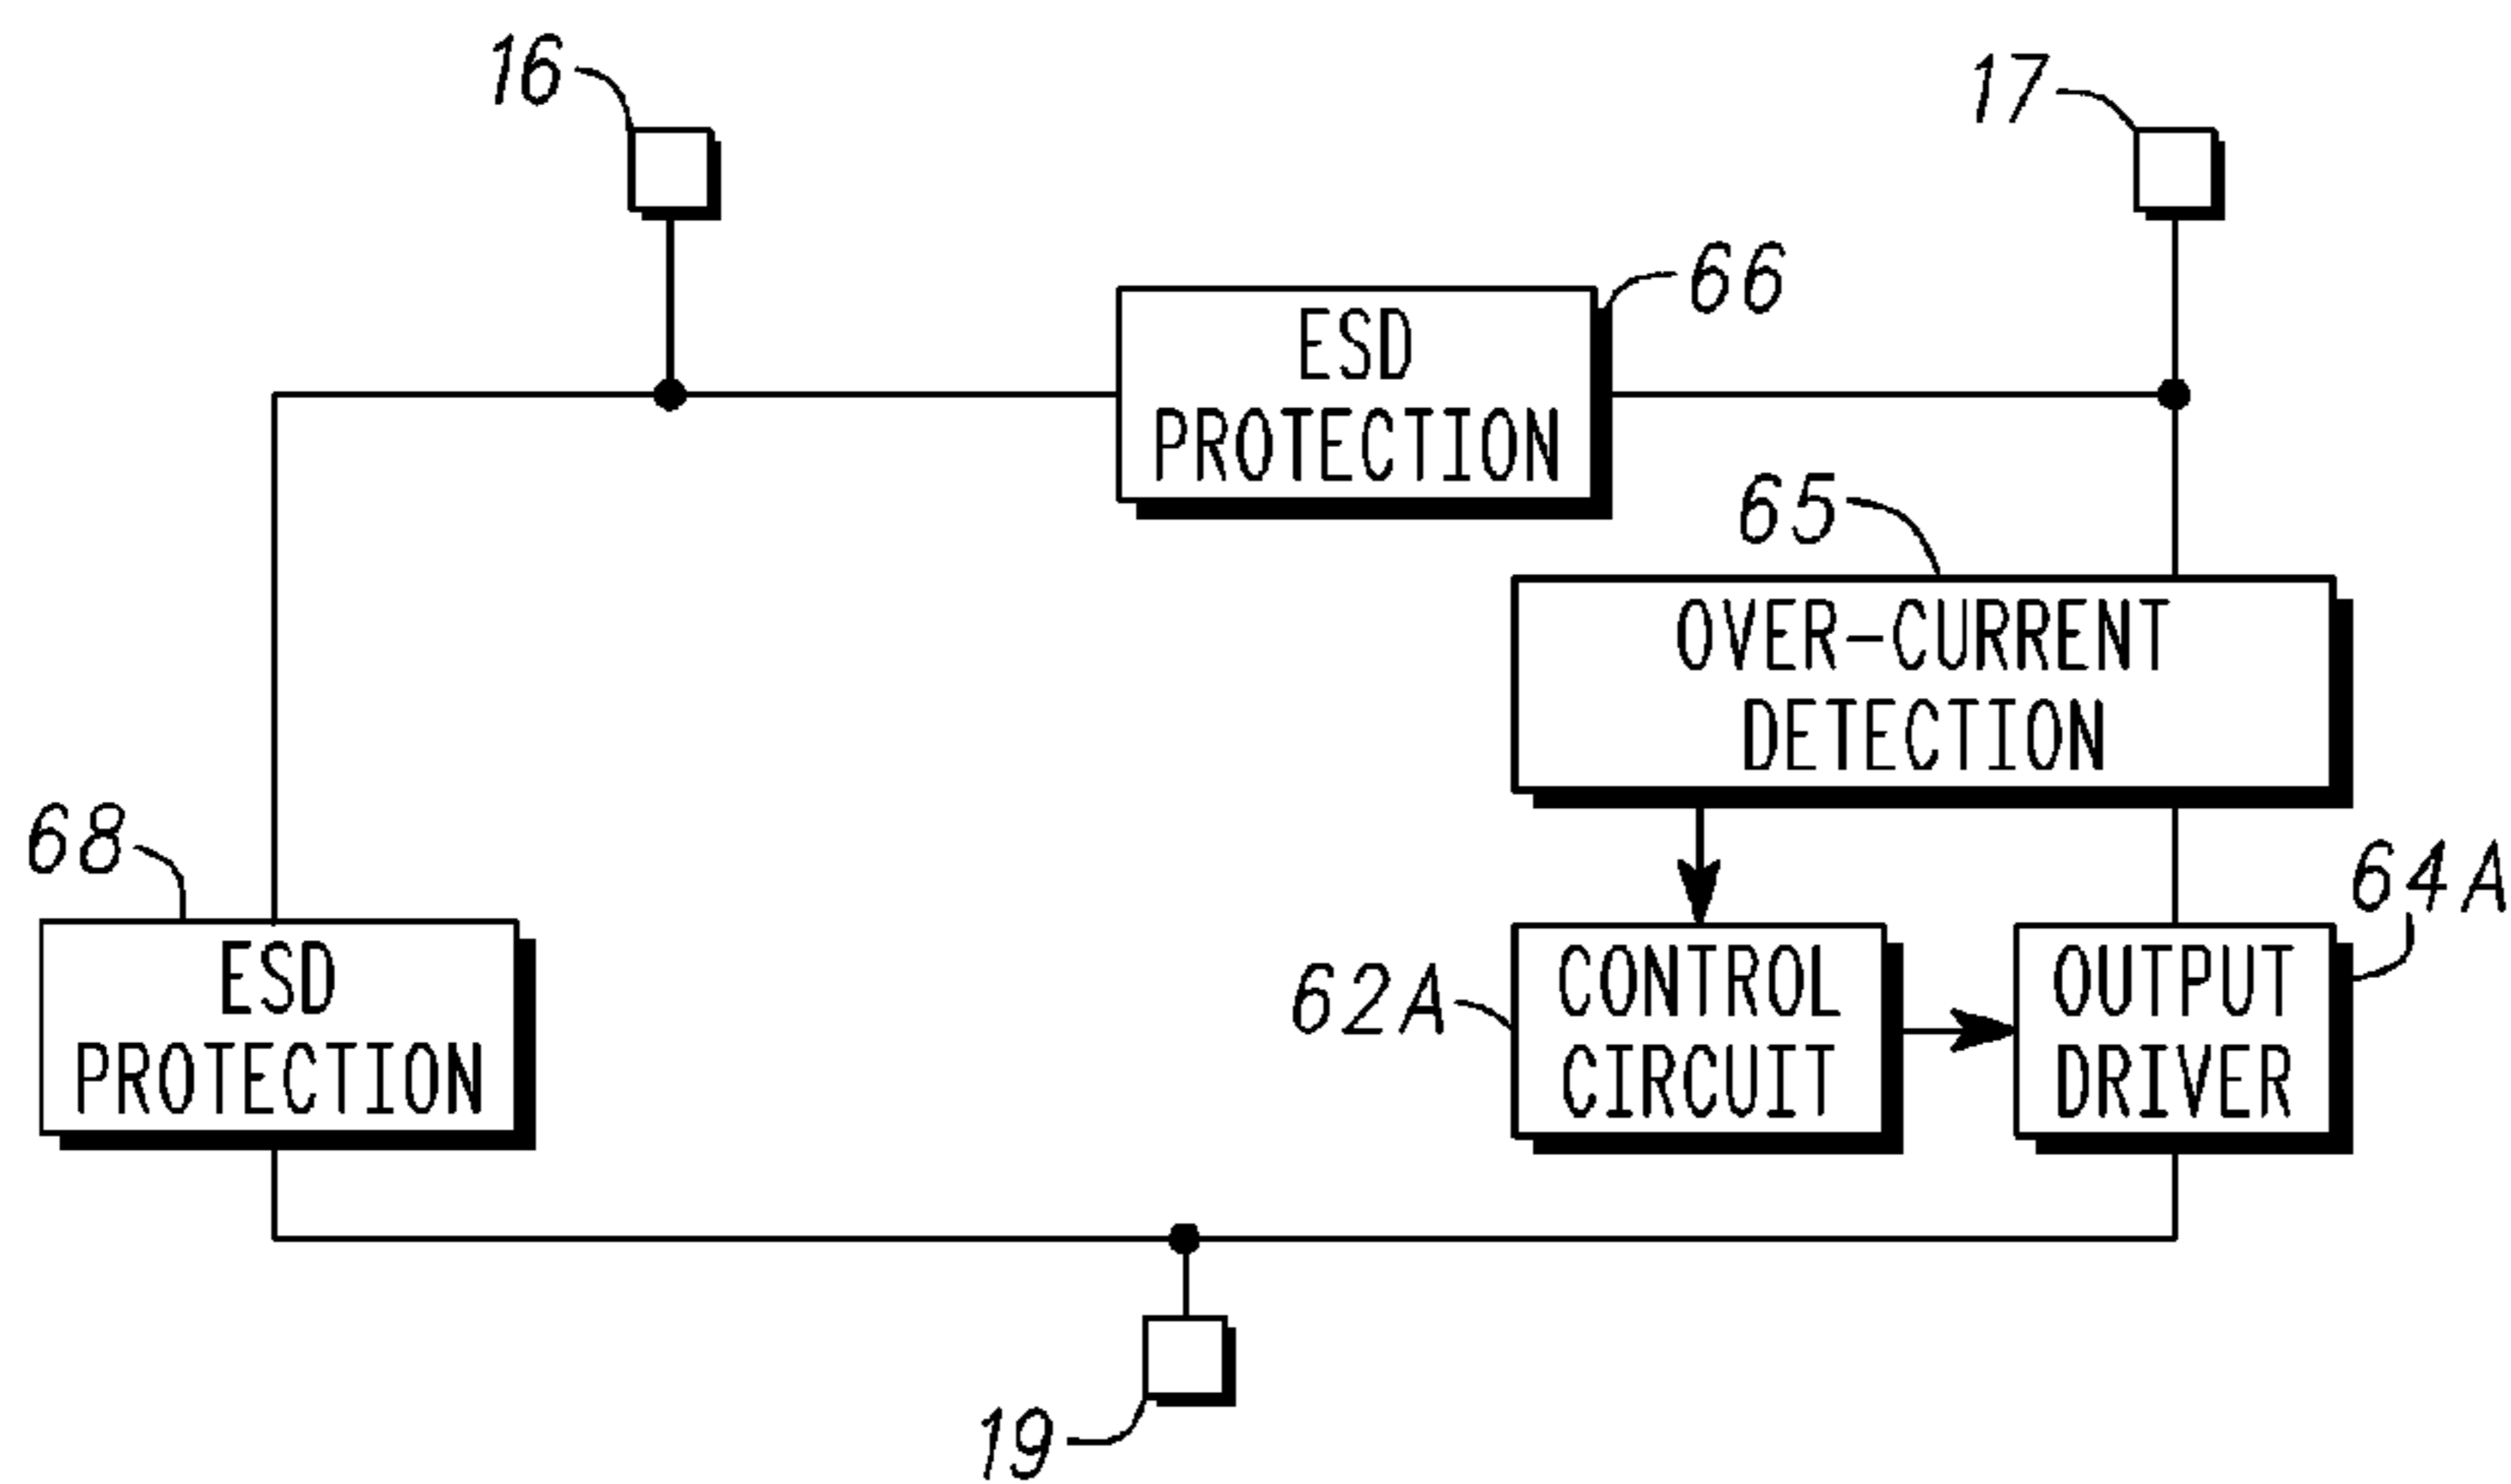 16
17
66
ESD
PROTECTION
65
OVER-CURRENT
DETECTION
68
64A
ESD
PROTECTION
62A
CONTROL
CIRCUIT
OUTPUT
DRIVER
19